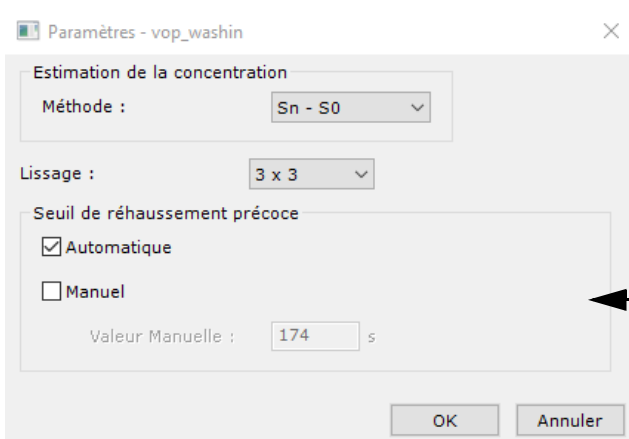 Paramètres - vop_washin
Estimation de la concentration
Méthode :
Sn - S0
Lissage :
3 x 3
Seuil de réhaussement précoce
Automatique
Manuel
Valeur Manuelle :
174
s
OK
Annuler